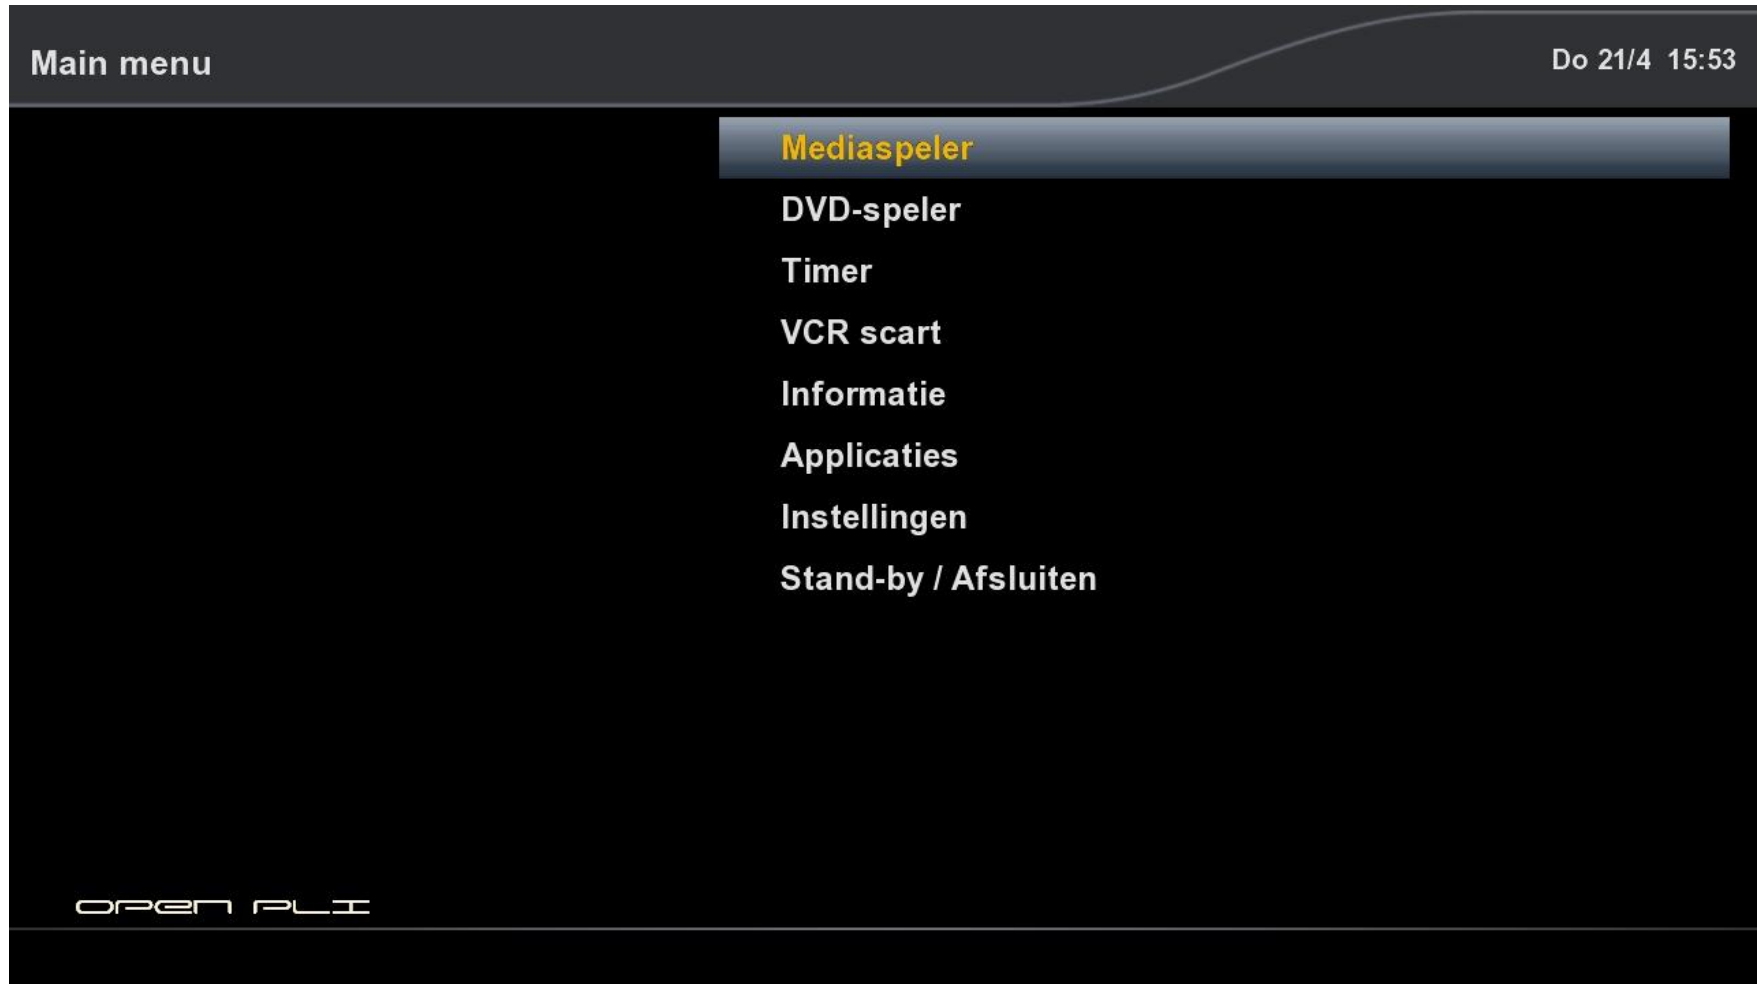 Main menu
Do 21/4 15:53
Mediaspeler
DVD-speler
Timer
VCR scart
Informatie
Applicaties
Instellingen
Stand-by / Afsluiten
OPEN PLI